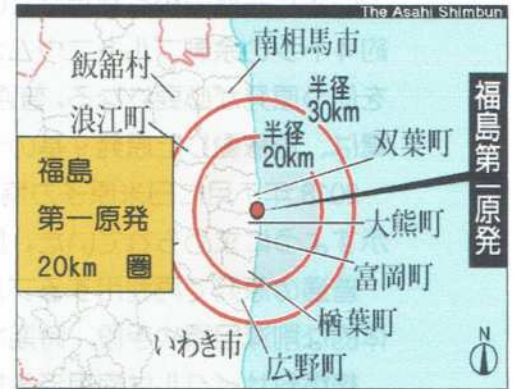 The Asahi Shimbun
南相馬市
飯舘村
半径
30km
浪江町
半径
20km
双葉町
福島第一原発
福島
第一原発
20km 圏
大熊町
富岡町
楢葉町
いわき市
広野町
N